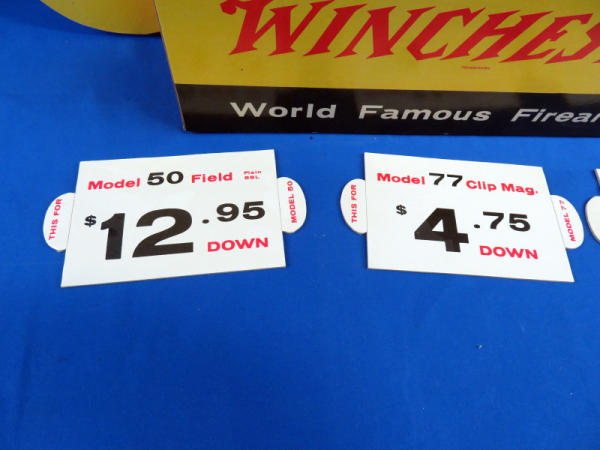 WINCHES
World Famous Firear
Model 50 Field Plain BBL
THIS FOR
$12.95
MODEL 50
DOWN
Model 77 Clip Mag.
THIS FOR
$4.75
MODEL 77
DOWN